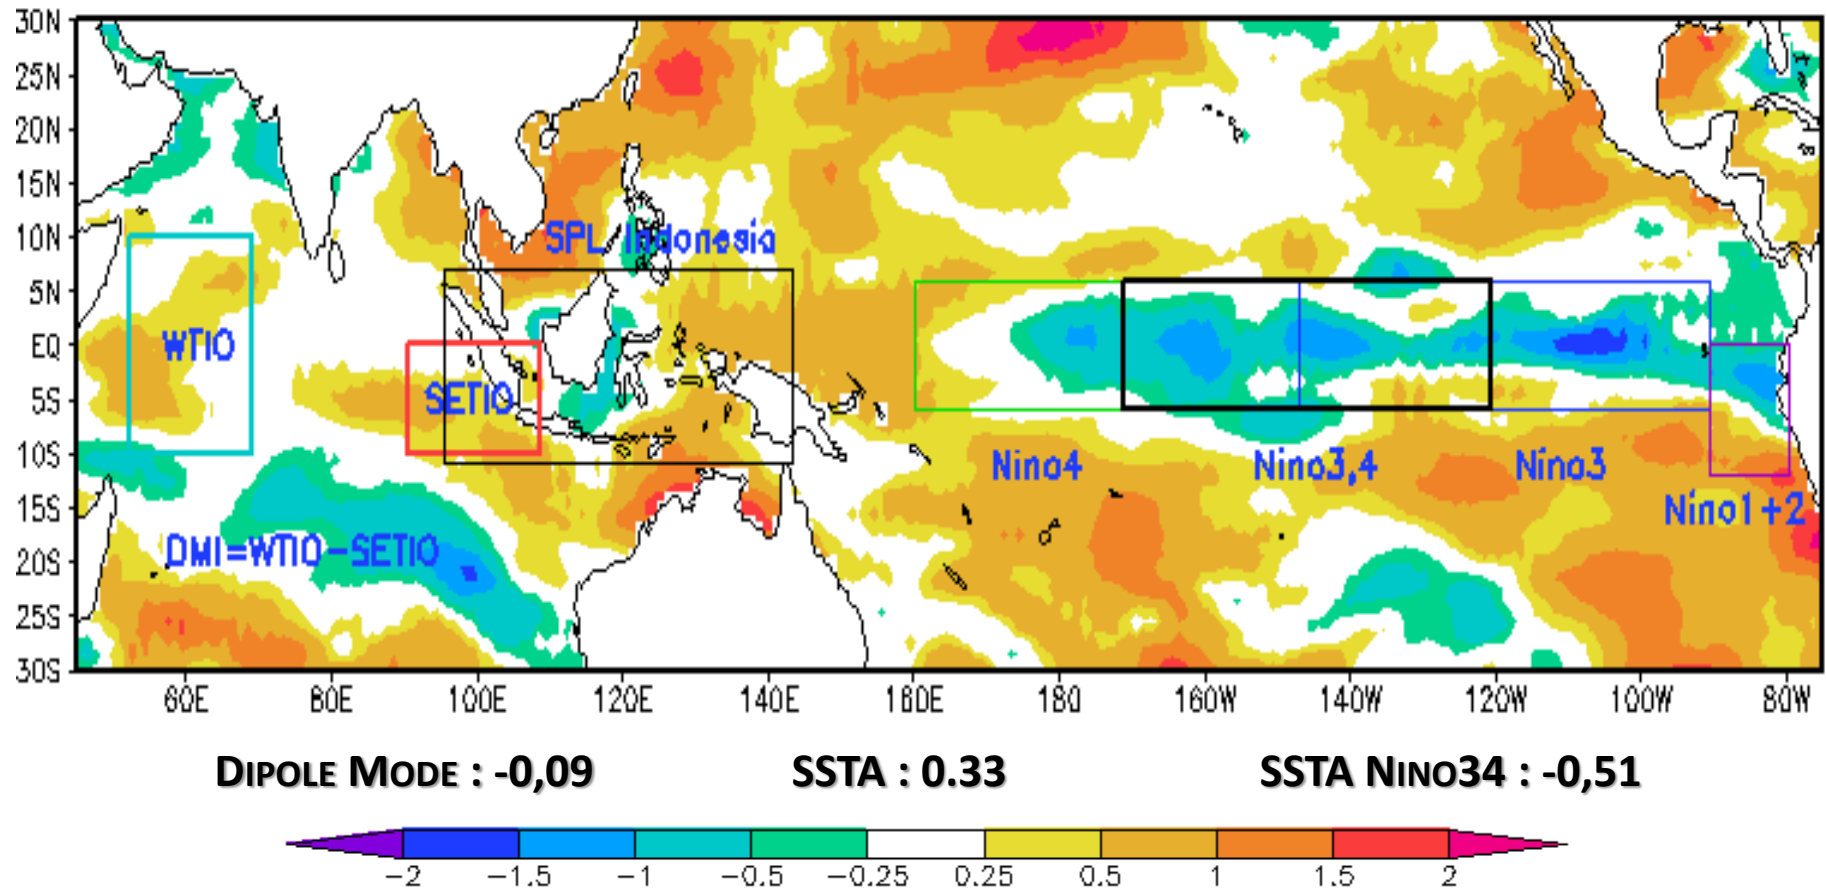 30N
25N
20N
15N
10N
5N
EQ
5S
10S
15S
20S
25S
30S
SPL Indonesia
WTIO
SETIO
Nino4
Nino3,4
Nino3
Nino1+2
DMI=WTIO-SETIO
60E 80E 100E 120E 140E 160E 180 160W 140W 120W 100W 80W
DIPOLE MODE : -0,09 SSTA : 0.33 SSTA NINO34 : -0,51
-2 -1.5 -1 -0.5 -0.25 0.25 0.5 1 1.5 2